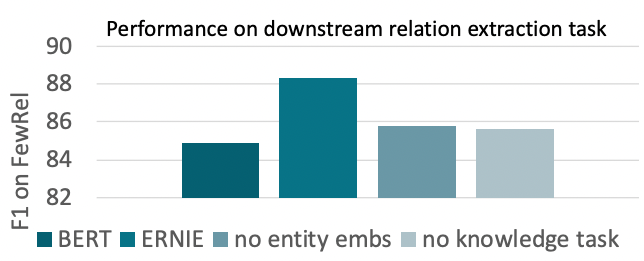 Performance on downstream relation extraction task
F1 on FewRel
90
88
86
84
82
BERT ERNIE no entity embs no knowledge task